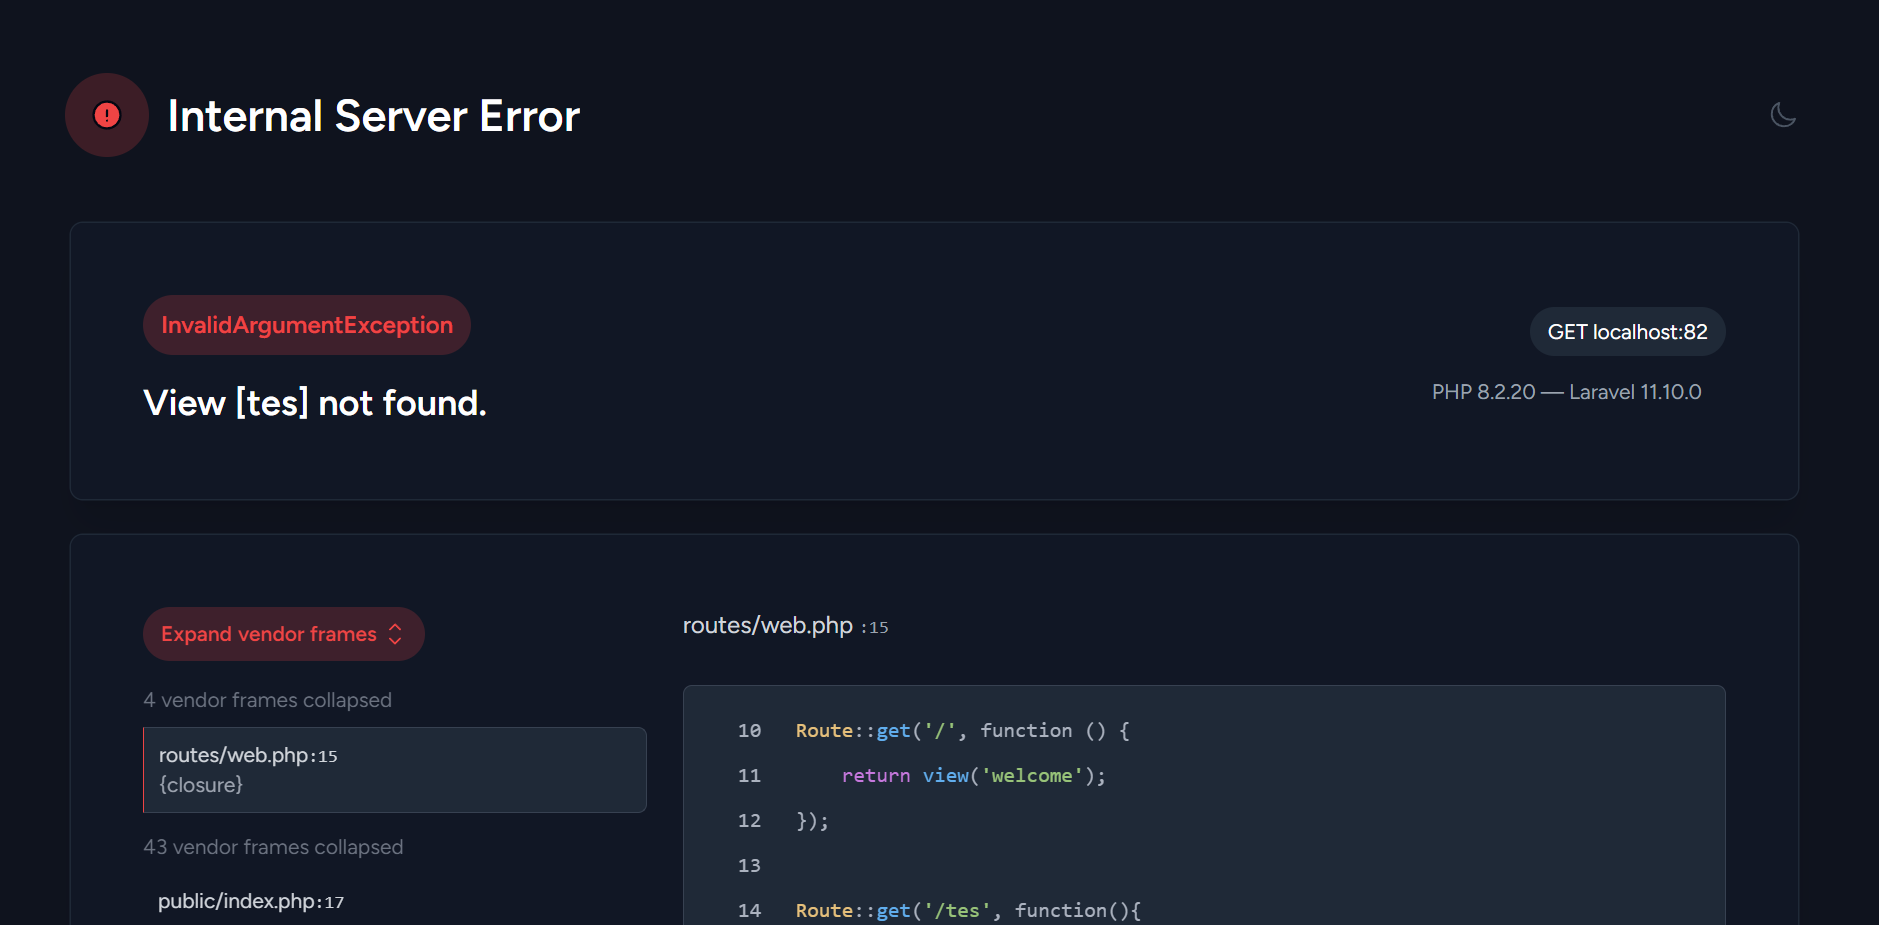 Internal Server Error
InvalidArgumentException
View [tes] not found.
GET localhost:82
PHP 8.2.20 — Laravel 11.10.0
Expand vendor frames
4 vendor frames collapsed
routes/web.php:15
{closure}
43 vendor frames collapsed
public/index.php:17
routes/web.php :15
10 Route::get('/', function () {
11     return view('welcome');
12 });
13
14 Route::get('/tes', function(){